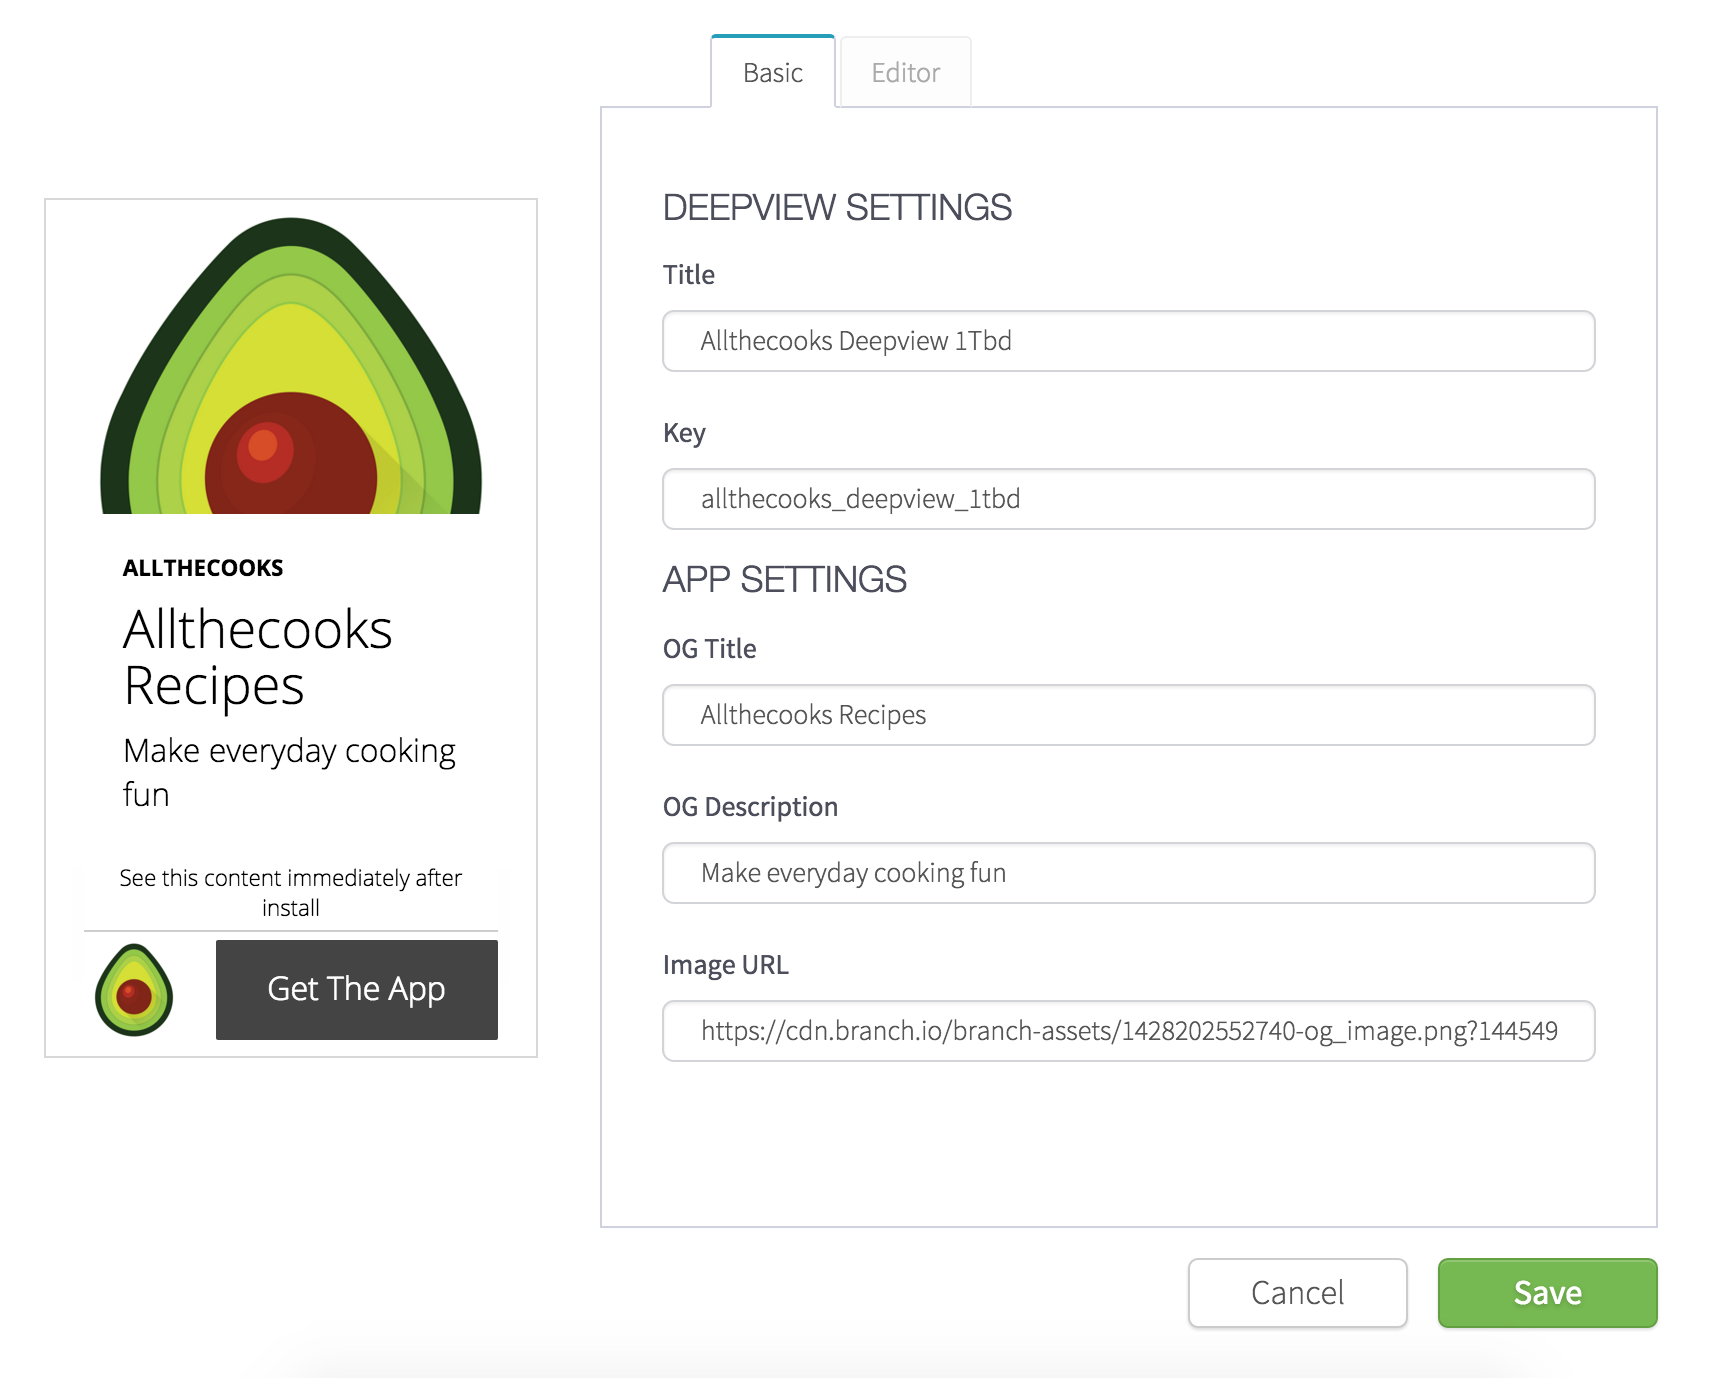 Basic
Editor
ALLTHECOOKS
Allthecooks
Recipes
Make everyday cooking
fun
See this content immediately after
install
Get The App
DEEPVIEW SETTINGS
Title
Allthecooks Deepview 1Tbd
Key
allthecooks_deepview_1tbd
APP SETTINGS
OG Title
Allthecooks Recipes
OG Description
Make everyday cooking fun
Image URL
https://cdn.branch.io/branch-assets/1428202552740-og_image.png?144549
Cancel
Save